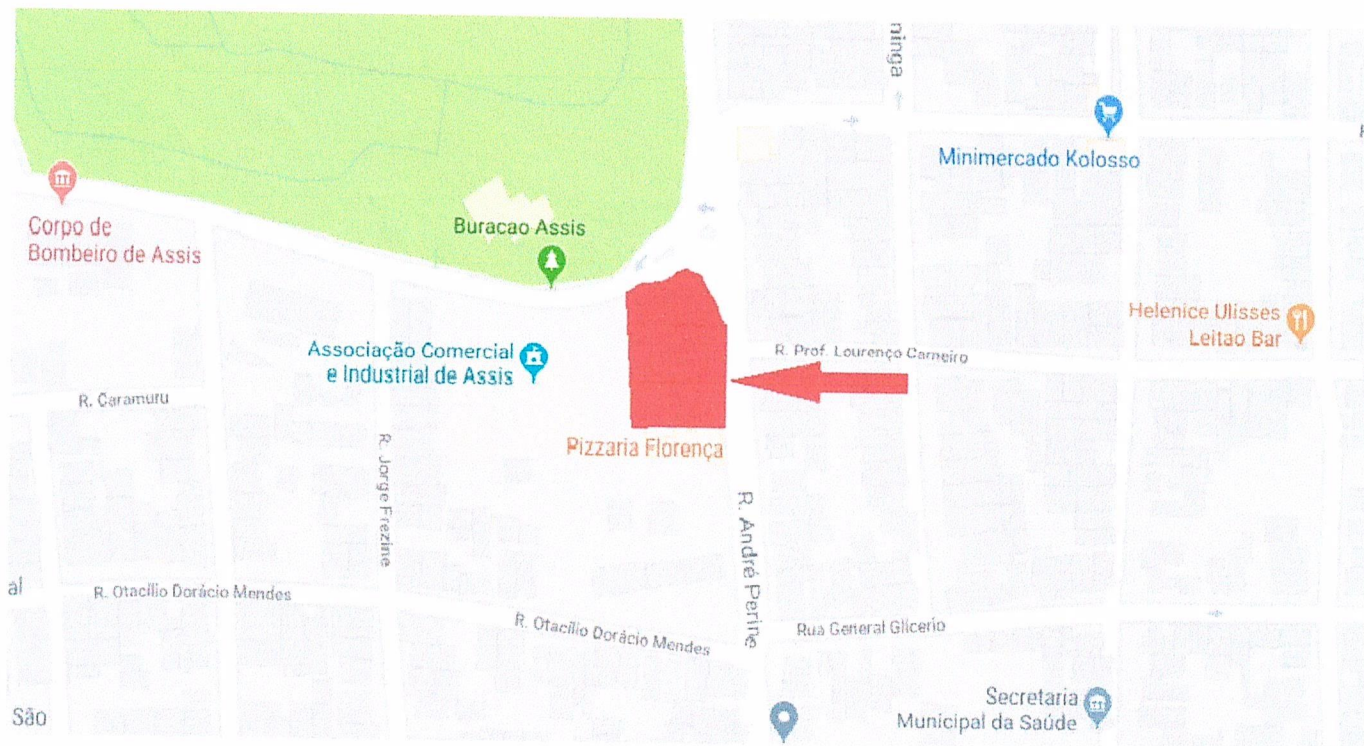 ninga
Minimercado Kolosso
Corpo de
Bombeiro de Assis
Buracao Assis
Helenice Ulisses
Leitao Bar
Associação Comercial
e Industrial de Assis
R. Prof. Lourenço Carneiro
R. Caramuru
Pizzaria Florença
R. Jorge Frezine
R. André Perine
al
R. Otacílio Dorácio Mendes
R. Otacílio Dorácio Mendes
Rua General Glicerio
Secretaria
Municipal da Saúde
São